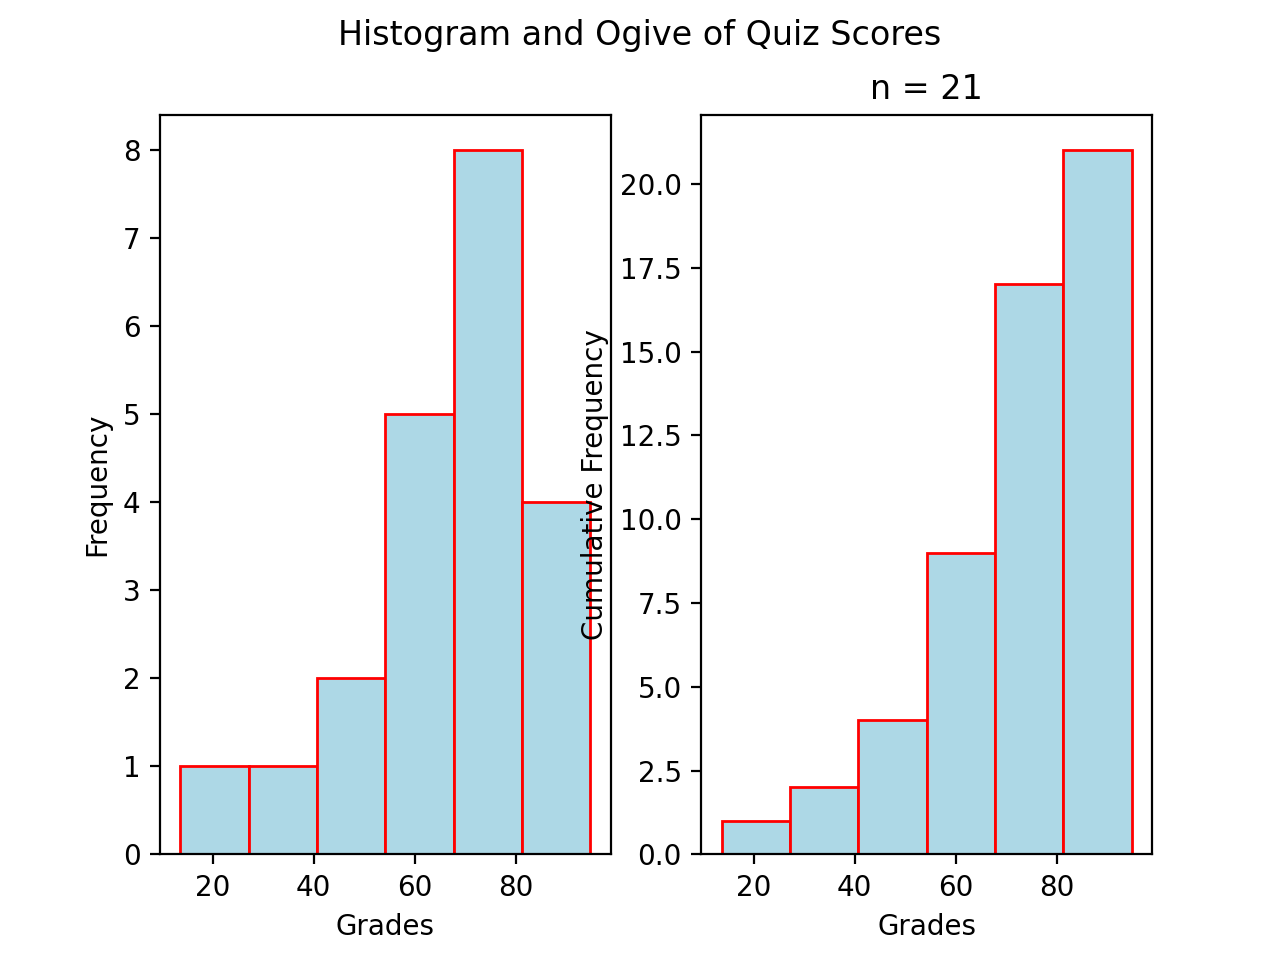 Histogram and Ogive of Quiz Scores
8
7
6
5
4
3
2
1
0
Frequency
20 40 60 80
Grades
n = 21
20.0
17.5
15.0
12.5
10.0
7.5
5.0
2.5
0.0
Cumulative Frequency
20 40 60 80
Grades